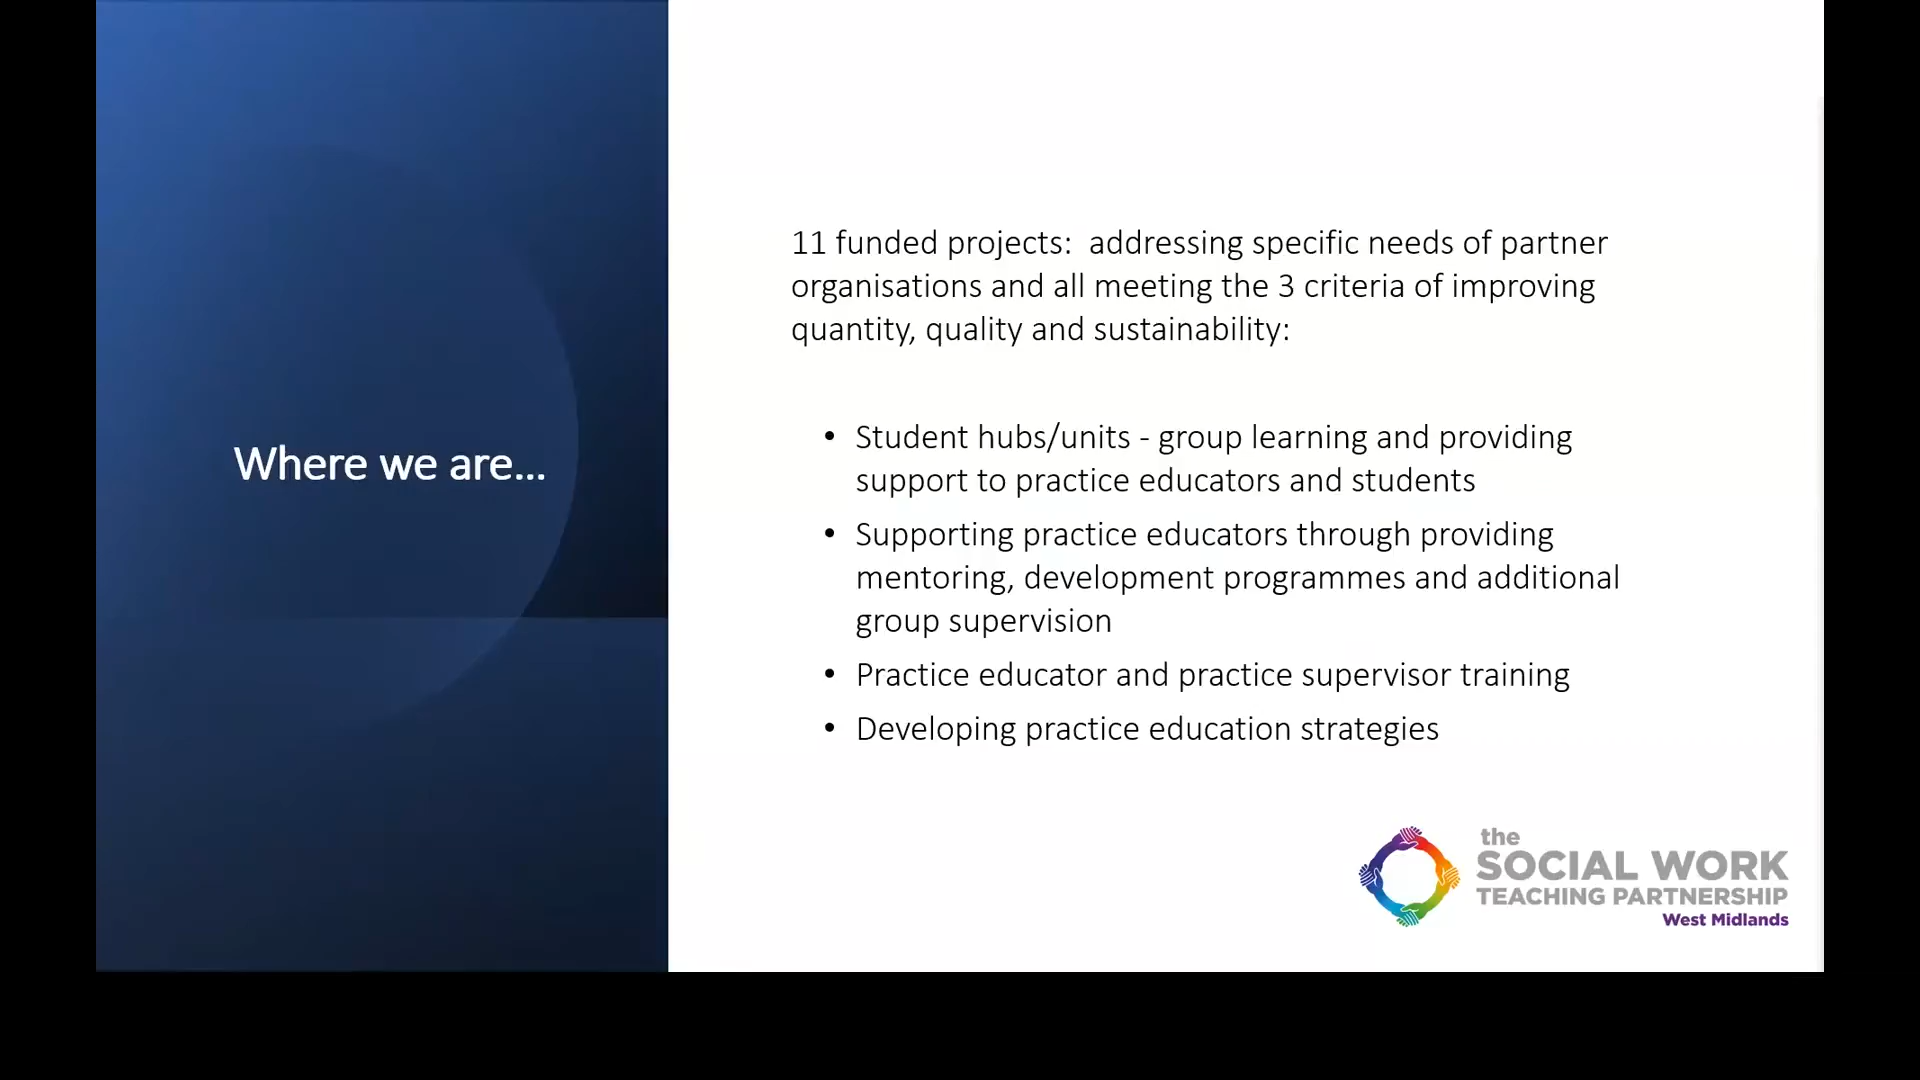 Where we are...
11 funded projects:  addressing specific needs of partner
organisations and all meeting the 3 criteria of improving
quantity, quality and sustainability:
• Student hubs/units - group learning and providing
support to practice educators and students
• Supporting practice educators through providing
mentoring, development programmes and additional
group supervision
• Practice educator and practice supervisor training
• Developing practice education strategies
the
SOCIAL WORK
TEACHING PARTNERSHIP
West Midlands